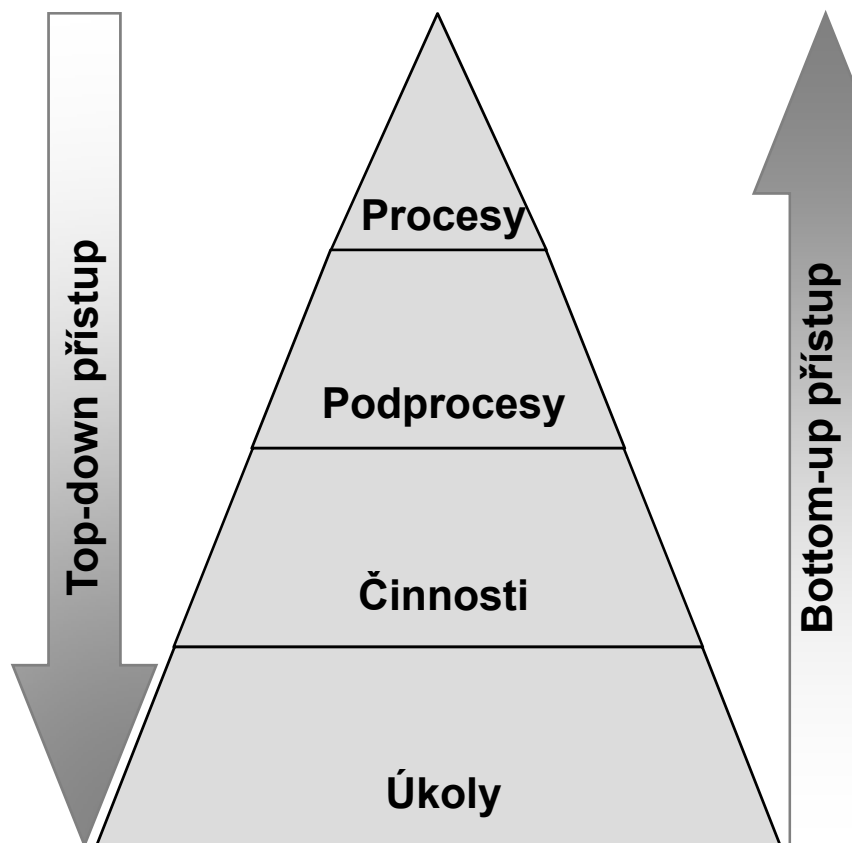 Top-down přístup
Procesy
Podprocesy
Činnosti
Úkoly
Bottom-up přístup